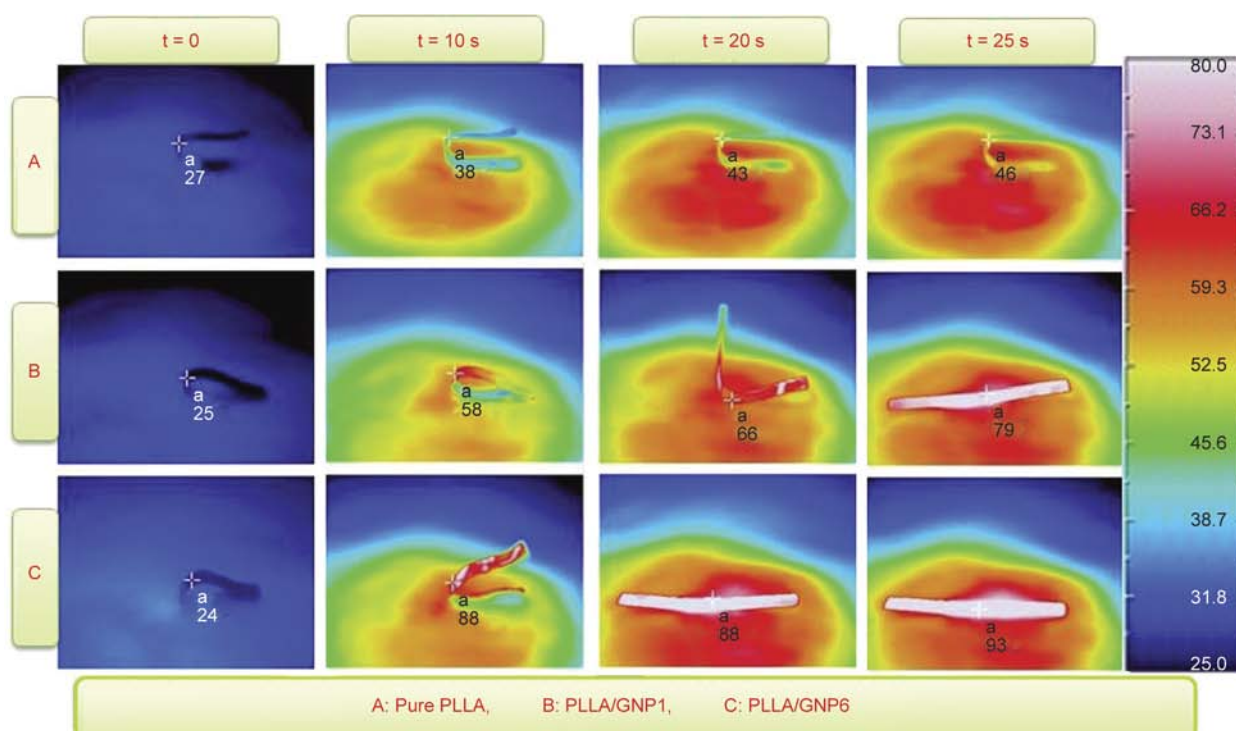 t = 0
t = 10 s
t = 20 s
t = 25 s
A
a
27
a
38
a
43
a
46
B
a
25
a
58
a
66
a
79
C
a
24
a
88
a
88
a
93
80.0
73.1
66.2
59.3
52.5
45.6
38.7
31.8
25.0
A: Pure PLLA, B: PLLA/GNP1, C: PLLA/GNP6